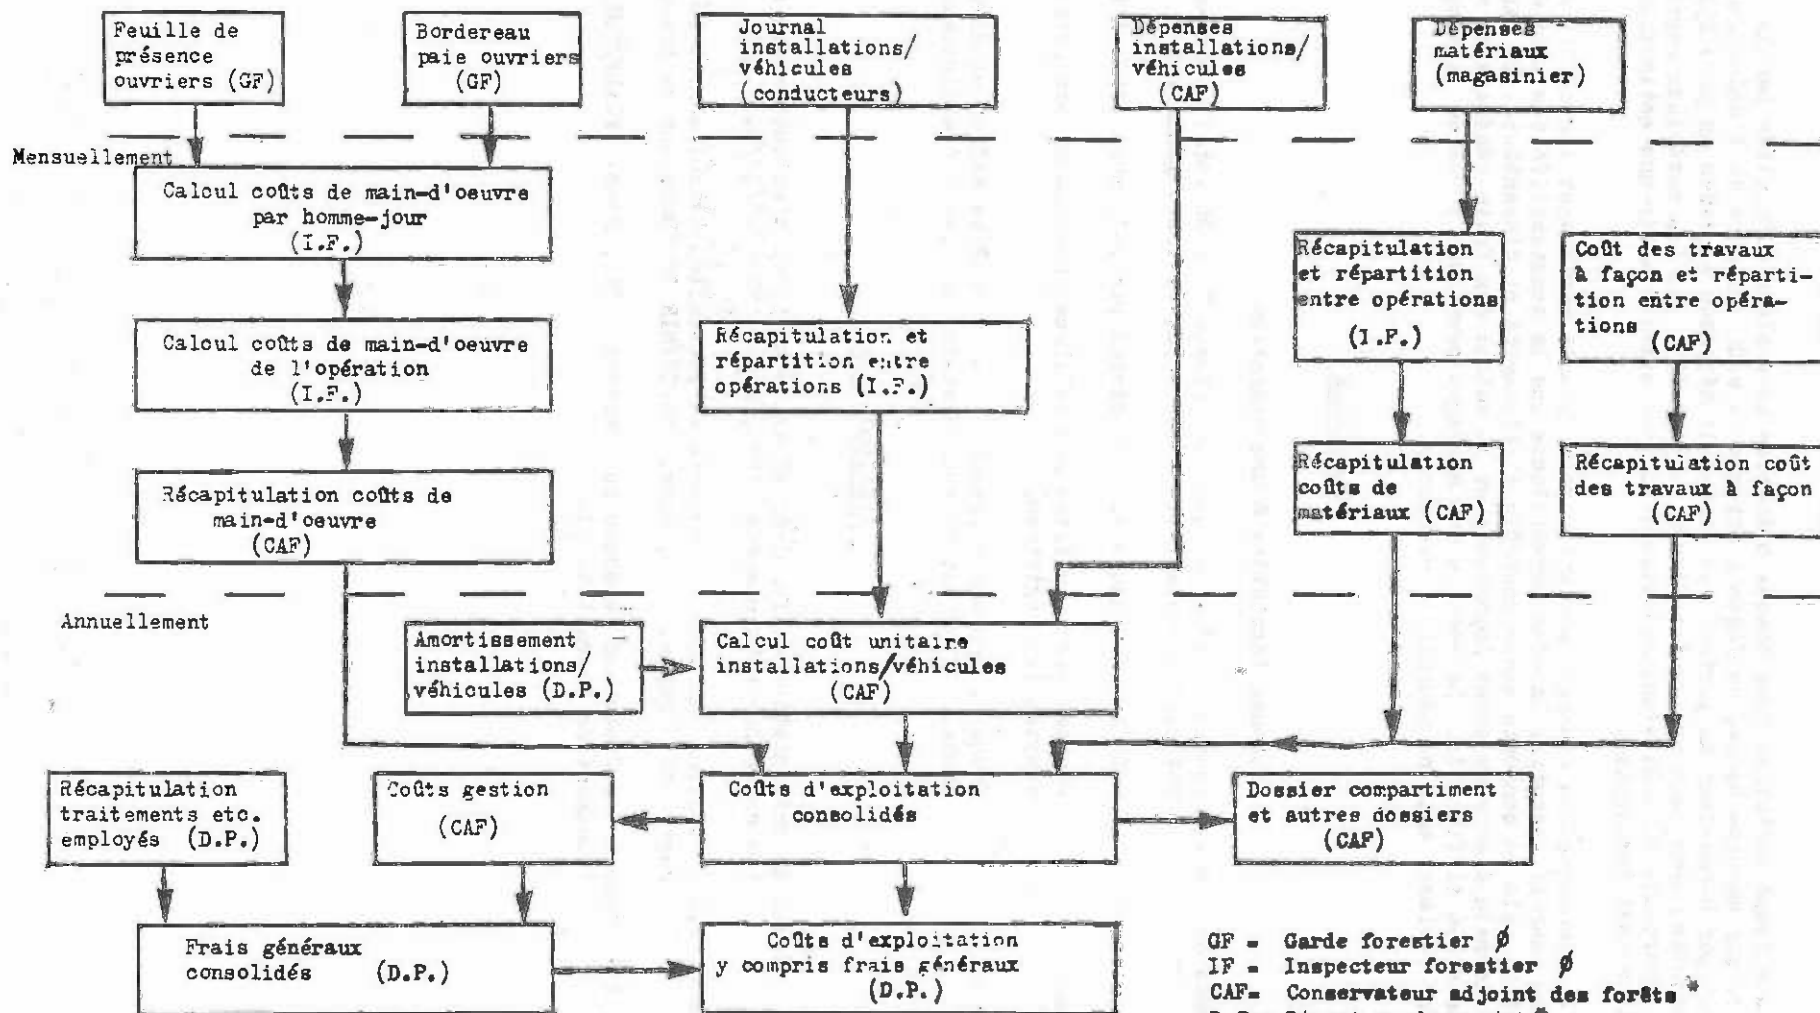 Feuille de
présence
ouvriers (GF)
Bordereau
paie ouvriers
(GF)
Journal
installations/
véhicules
(conducteurs)
Dépenses
installations/
véhicules
(CAF)
Dépenses
matériaux
(magasinier)
Mensuellement
Calcul coûts de main-d'oeuvre
par homme-jour
(I.F.)
Récapitulation
et répartition
entre opérations
(I.F.)
Coût des travaux
à façon et réparti-
tion entre opéra-
tions
(CAF)
Calcul coûts de main-d'oeuvre
de l'opération
(I.F.)
Récapitulation et
répartition entre
opérations (I.F.)
Récapitulation coûts de
main-d'oeuvre
(CAF)
Récapitulation
coûts de
matériaux (CAF)
Récapitulation coût
des travaux à façon
(CAF)
Annuellement
Amortissement
installations/
véhicules (D.P.)
Calcul coût unitaire
installations/véhicules
(CAF)
Récapitulation
traitements etc.
employés (D.P.)
Coûts gestion
(CAF)
Coûts d'exploitation
consolidés
Dossier compartiment
et autres dossiers
(CAF)
Frais généraux
consolidés (D.P.)
Coûts d'exploitation
y compris frais généraux
(D.P.)
GF = Garde forestier ø
IF = Inspecteur forestier ø
CAF= Conservateur adjoint des forêts *